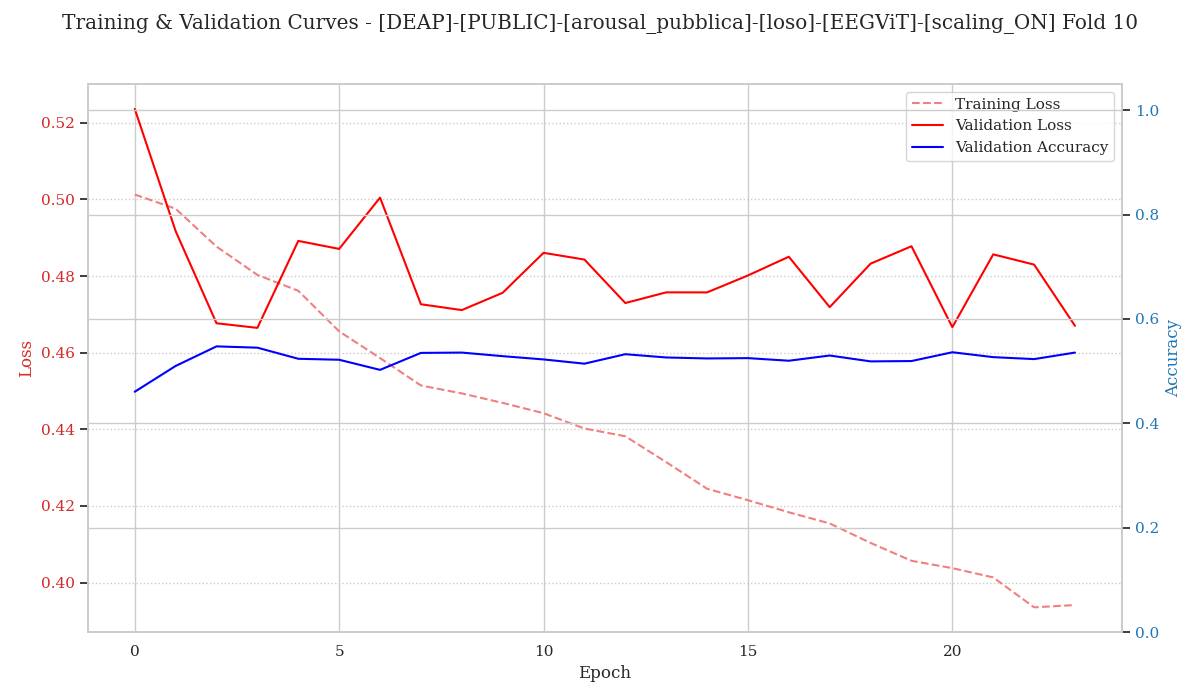 Training & Validation Curves - [DEAP]-[PUBLIC]-[arousal_pubblica]-[loso]-[EEGViT]-[scaling_ON] Fold 10
Training Loss
Validation Loss
Validation Accuracy
Loss
0.52
0.50
0.48
0.46
0.44
0.42
0.40
1.0
0.8
0.6
0.4
0.2
0.0
Accuracy
0
5
10
15
20
Epoch